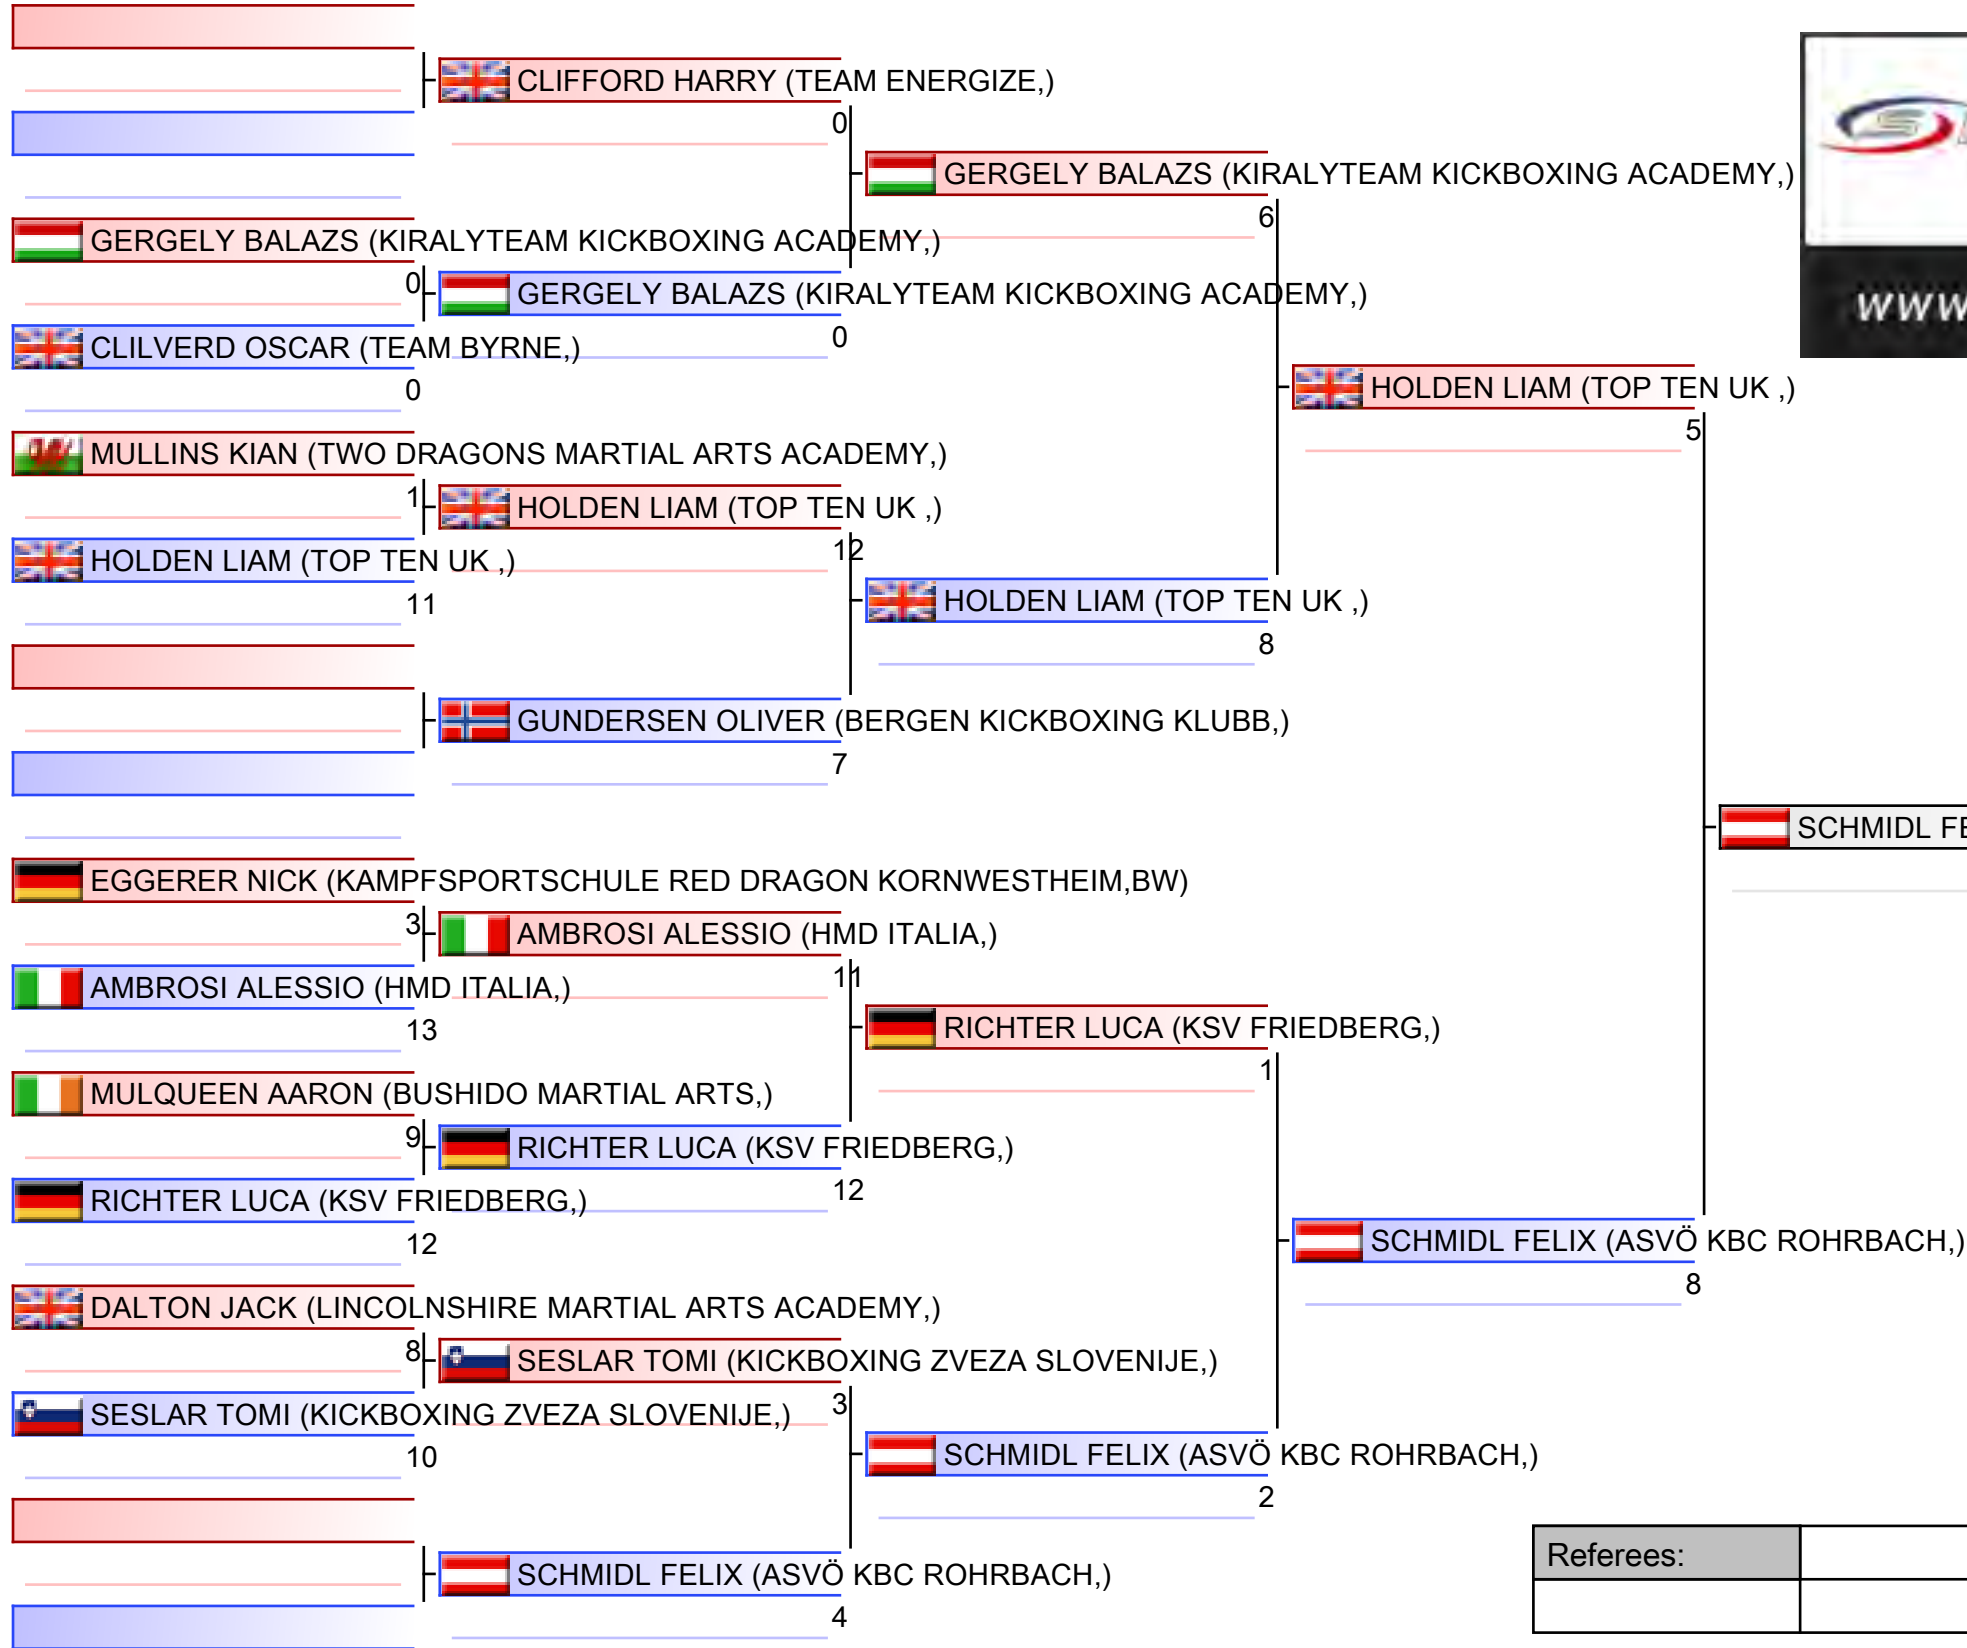 CLIFFORD HARRY (TEAM ENERGIZE,)
0
GERGELY BALAZS (KIRALYTEAM KICKBOXING ACADEMY,)
6
GERGELY BALAZS (KIRALYTEAM KICKBOXING ACADEMY,)
0
GERGELY BALAZS (KIRALYTEAM KICKBOXING ACADEMY,)
0
www
CLILVERD OSCAR (TEAM BYRNE,)
0
HOLDEN LIAM (TOP TEN UK ,)
5
MULLINS KIAN (TWO DRAGONS MARTIAL ARTS ACADEMY,)
1
HOLDEN LIAM (TOP TEN UK ,)
12
HOLDEN LIAM (TOP TEN UK ,)
11
HOLDEN LIAM (TOP TEN UK ,)
8
GUNDERSEN OLIVER (BERGEN KICKBOXING KLUBB,)
7
SCHMIDL FE
EGGERER NICK (KAMPFSPORTSCHULE RED DRAGON KORNWESTHEIM,BW)
3
AMBROSI ALESSIO (HMD ITALIA,)
11
AMBROSI ALESSIO (HMD ITALIA,)
13
RICHTER LUCA (KSV FRIEDBERG,)
1
MULQUEEN AARON (BUSHIDO MARTIAL ARTS,)
9
RICHTER LUCA (KSV FRIEDBERG,)
12
RICHTER LUCA (KSV FRIEDBERG,)
12
SCHMIDL FELIX (ASVÖ KBC ROHRBACH,)
8
DALTON JACK (LINCOLNSHIRE MARTIAL ARTS ACADEMY,)
8
SESLAR TOMI (KICKBOXING ZVEZA SLOVENIJE,)
3
SESLAR TOMI (KICKBOXING ZVEZA SLOVENIJE,)
10
SCHMIDL FELIX (ASVÖ KBC ROHRBACH,)
2
SCHMIDL FELIX (ASVÖ KBC ROHRBACH,)
4
Referees: